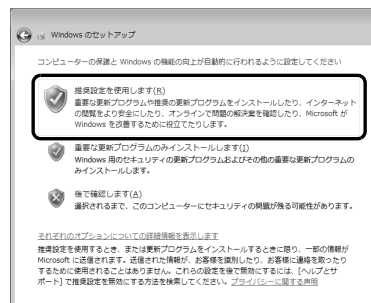 Windows のセットアップ
コンピューターの保護と Windows の機能の向上が自動的に行われるように設定してください
推奨設定を使用します(R)
重要な更新プログラムや推奨の更新プログラムをインストールしたり、インターネット
の閲覧をより安全にしたり、オンラインで問題の解決策を確認したり、Microsoft が
Windows を改善するために役立てたりします。
重要な更新プログラムのみインストールします(I)
Windows 用のセキュリティの更新プログラムおよびその他の重要な更新プログラムの
みインストールします。
後で確認します(A)
選択されるまで、このコンピューターにセキュリティの問題が残る可能性があります。
それぞれのオプションについての詳細情報を表示します
推奨設定を使用するとき、または更新プログラムをインストールするときに限り、一部の情報が
Microsoft に送信されます。送信された情報が、お客様を識別したり、お客様に連絡を取ったり
するために使用されることはありません。これらの設定を後で無効にするには、[ヘルプとサ
ポート] で推奨設定を無効にする方法を検索してください。プライバシーに関する声明